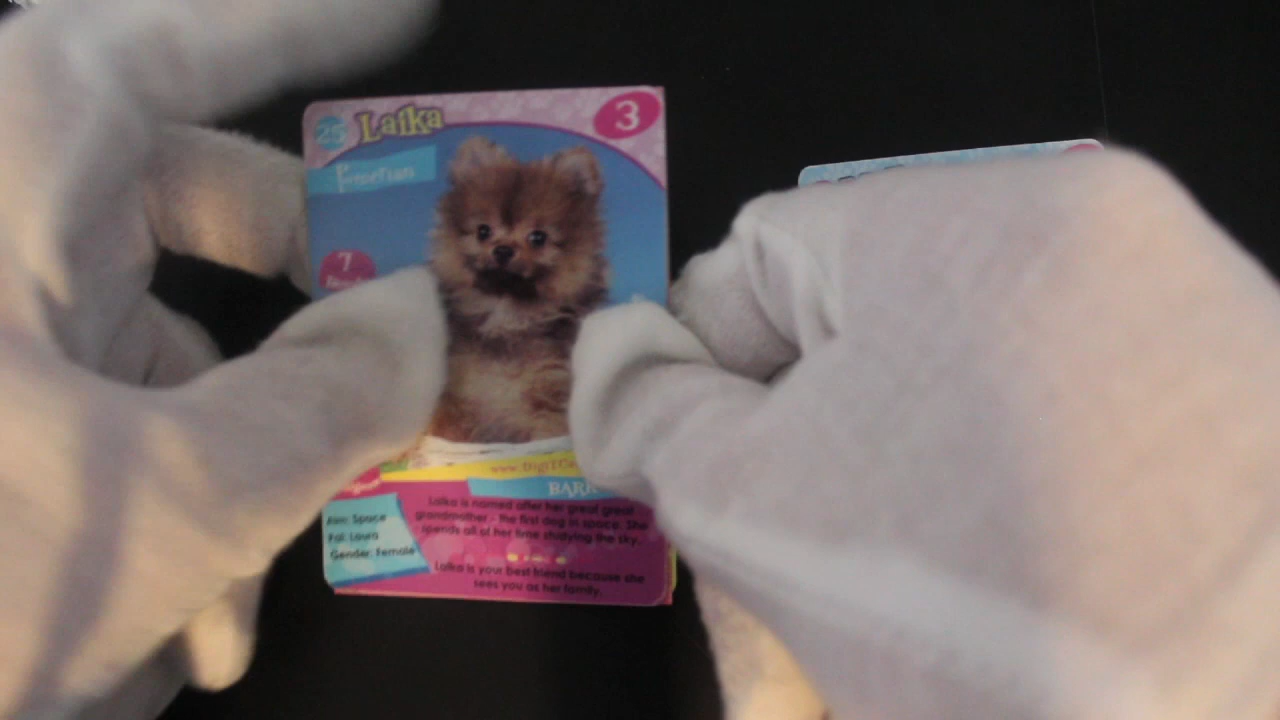 25 Laika 3
7
BARK
Aim: Space
Pal: Laura
Gender: Female
Laika is named after her great great
grandmother - the first dog in space. She
spends all of her time studying the sky.
Laika is your best friend because she
sees you as her family.